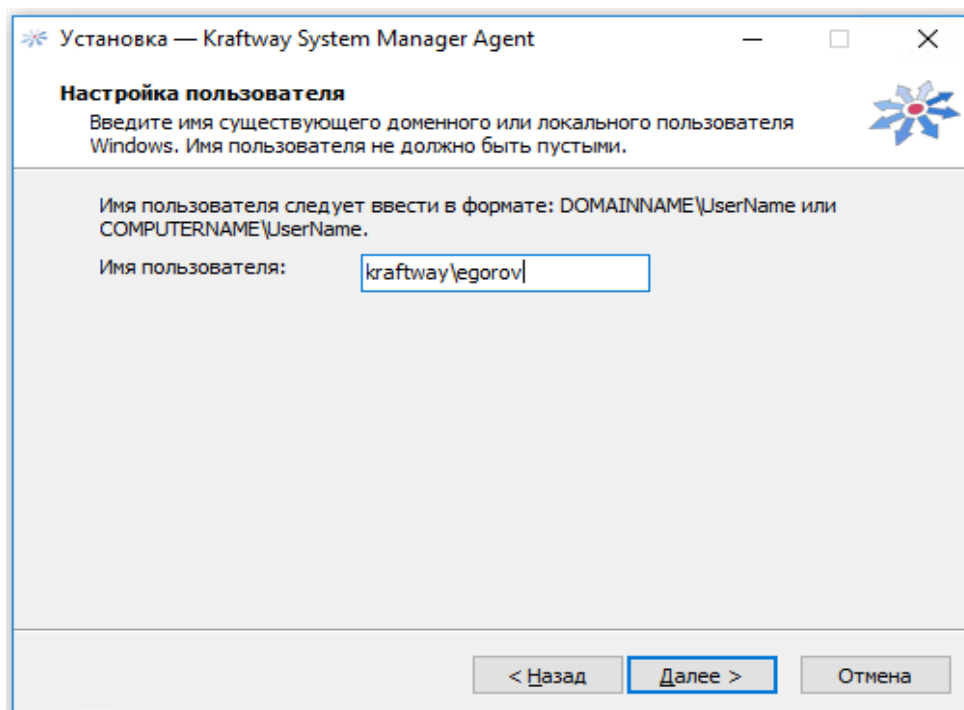 Установка — Kraftway System Manager Agent
Настройка пользователя
Введите имя существующего доменного или локального пользователя
Windows. Имя пользователя не должно быть пустыми.
Имя пользователя следует ввести в формате: DOMAINNAME\UserName или
COMPUTERNAME\UserName.
Имя пользователя: kraftway\egorov
< Назад Далее > Отмена